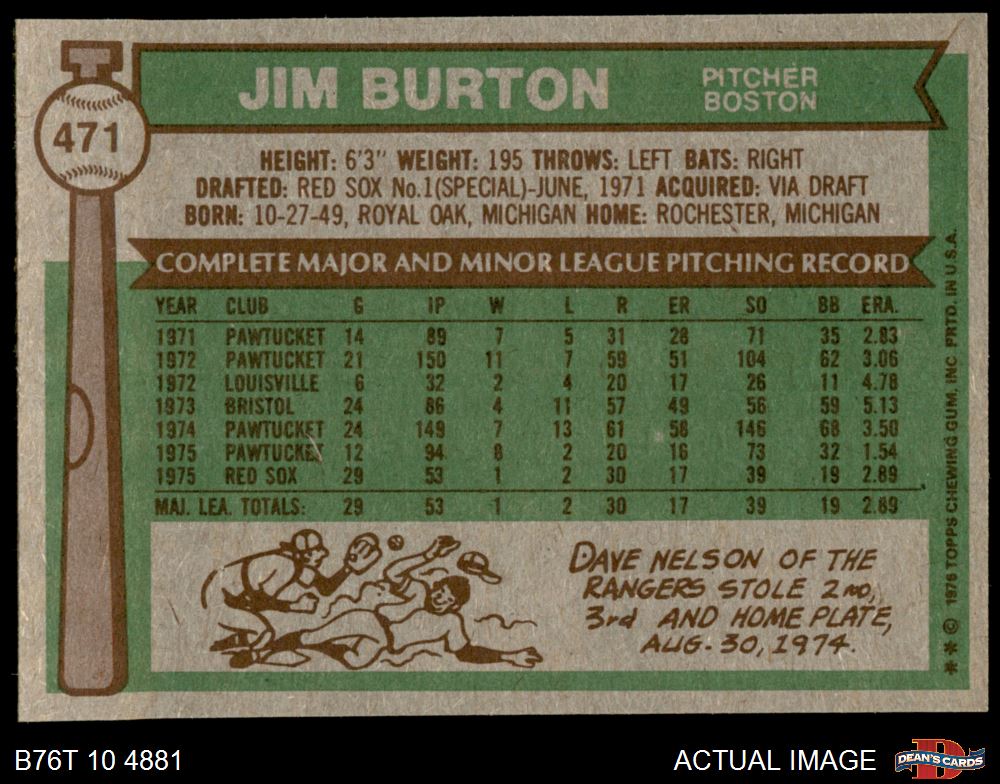 JIM BURTON
PITCHER
BOSTON
471
HEIGHT: 6'3" WEIGHT: 195 THROWS: LEFT BATS: RIGHT
DRAFTED: RED SOX No.1(SPECIAL)-JUNE, 1971 ACQUIRED: VIA DRAFT
BORN: 10-27-49, ROYAL OAK, MICHIGAN HOME: ROCHESTER, MICHIGAN
COMPLETE MAJOR AND MINOR LEAGUE PITCHING RECORD
YEAR CLUB G IP W L R ER SO BB ERA.
1971 PAWTUCKET 14 89 7 5 31 28 71 35 2.83
1972 PAWTUCKET 21 150 11 7 59 51 104 62 3.06
1972 LOUISVILLE 6 32 2 4 20 17 26 11 4.78
1973 BRISTOL 24 86 4 11 57 49 56 59 5.13
1974 PAWTUCKET 24 149 7 13 61 58 146 68 3.50
1975 PAWTUCKET 12 94 8 2 20 16 73 32 1.54
1975 RED SOX 29 53 1 2 30 17 39 19 2.89
MAJ. LEA. TOTALS: 29 53 1 2 30 17 39 19 2.89
DAVE NELSON OF THE
RANGERS STOLE 2ND,
3rd AND HOME PLATE,
AUG. 30, 1974.
** © 1976 TOPPS CHEWING GUM, INC PRTD. IN U.S.A.
B76T 10 4881
ACTUAL IMAGE
DEAN'S CARDS